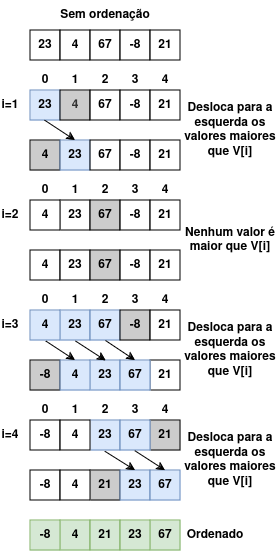 Sem ordenação
23 4 67 -8 21
0 1 2 3 4
i=1 23 4 67 -8 21
4 23 67 -8 21
Desloca para a
esquerda os
valores maiores
que V[i]
0 1 2 3 4
i=2 4 23 67 -8 21
4 23 67 -8 21
Nenhum valor é
maior que V[i]
0 1 2 3 4
i=3 4 23 67 -8 21
-8 4 23 67 21
Desloca para a
esquerda os
valores maiores
que V[i]
0 1 2 3 4
i=4 -8 4 23 67 21
-8 4 21 23 67
Desloca para a
esquerda os
valores maiores
que V[i]
-8 4 21 23 67 Ordenado